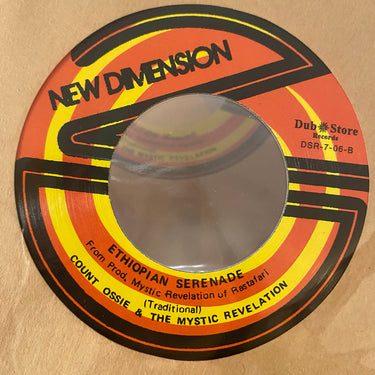 NEW DIMENSION
Dub Store
Records
DSR-7-06-B
ETHIOPIAN SERENADE
From Prod. Mystic Revelation of Rastafari
(Traditional)
COUNT OSSIE & THE MYSTIC REVELATION